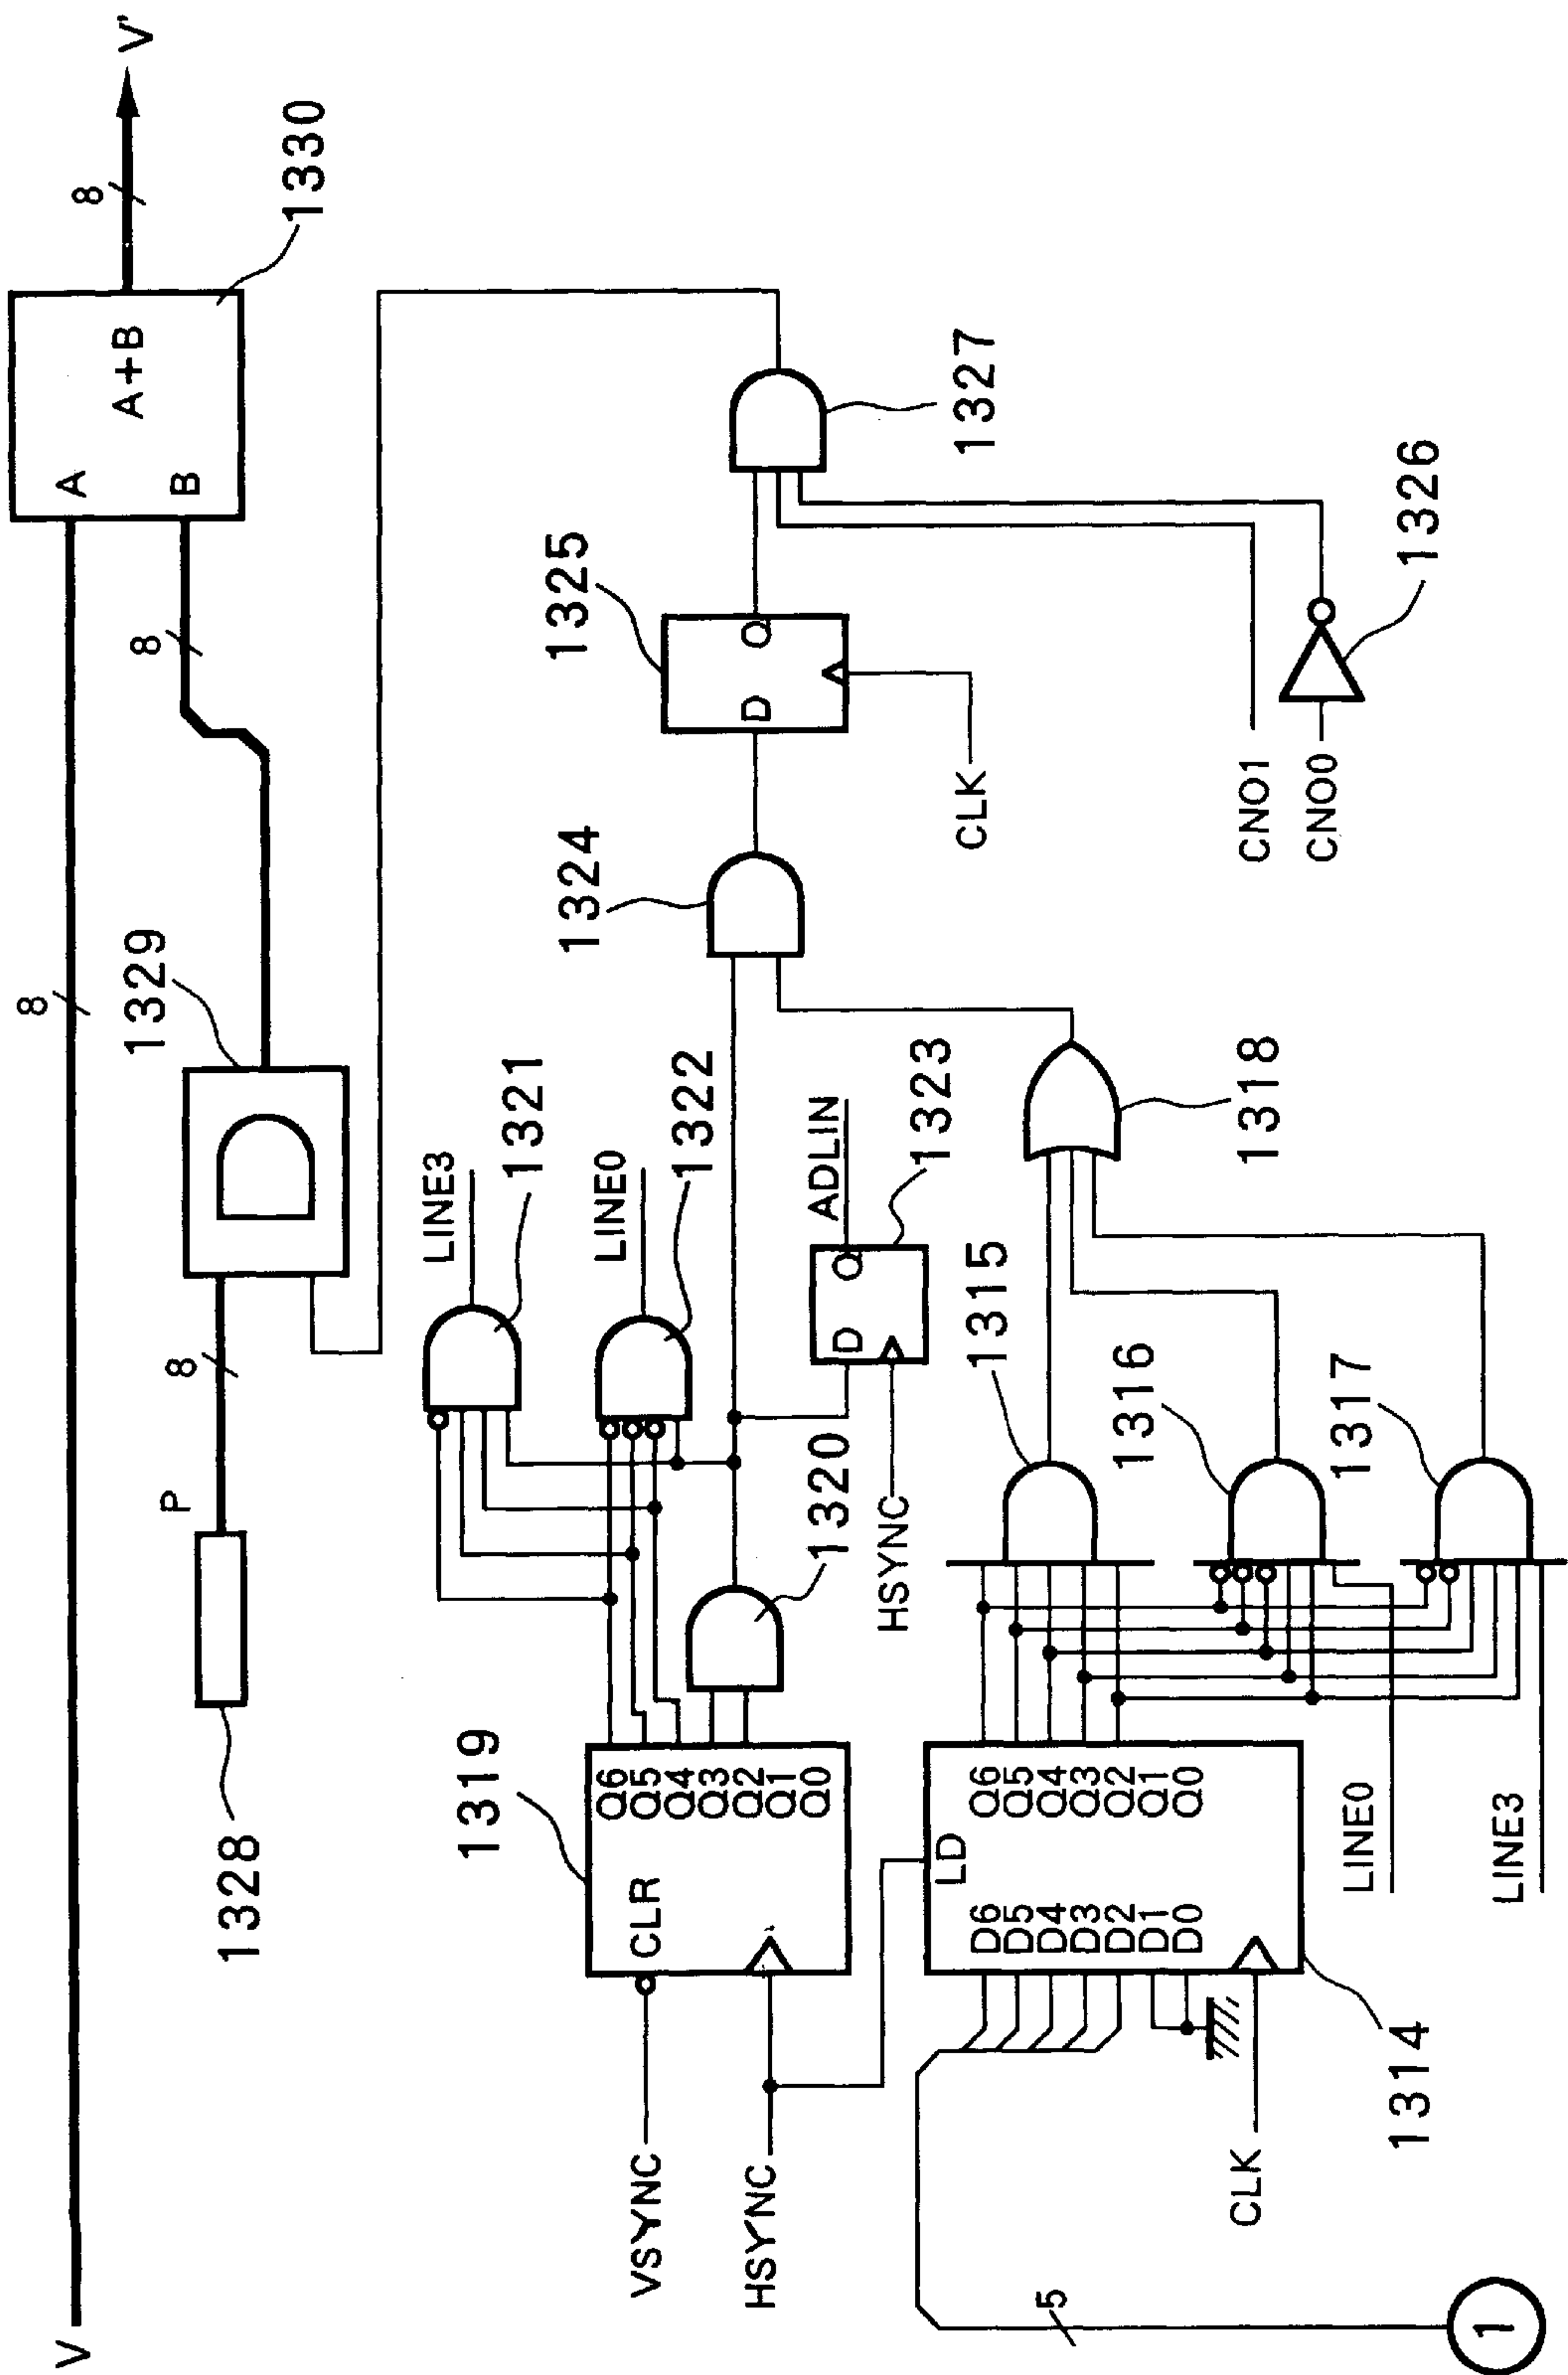 V
8
A
A+B
B
8
V'
1330
1328
P
8
1329
8
LINE3
1321
LINE0
1322
1319
VSYNC
CLR
Q6
Q5
Q4
Q3
Q2
Q1
Q0
HSYNC
1320
HSYNC
D
Q
ADLIN
1323
1324
1325
D
Q
CLK
1327
CNO1
CNO0
1326
1
5
LD
D6
D5
D4
D3
D2
D1
D0
Q6
Q5
Q4
Q3
Q2
Q1
Q0
CLK
1314
LINE0
LINE3
1315
1316
1317
1318